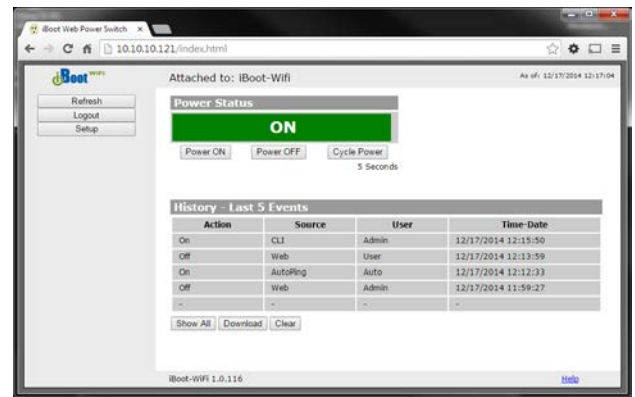 iBoot Web Power Switch
10.10.10.121/index.html
iBoot WiFi
Attached to: iBoot-Wifi
As of: 12/17/2014 12:17:04
Refresh
Logout
Setup
Power Status
ON
Power ON Power OFF Cycle Power
5 Seconds
History - Last 5 Events
Action Source User Time-Date
On CLI Admin 12/17/2014 12:15:50
Off Web User 12/17/2014 12:13:59
On AutoPing Auto 12/17/2014 12:12:33
Off Web Admin 12/17/2014 11:59:27
- - - -
Show All Download Clear
iBoot-WiFi 1.0.116
Help